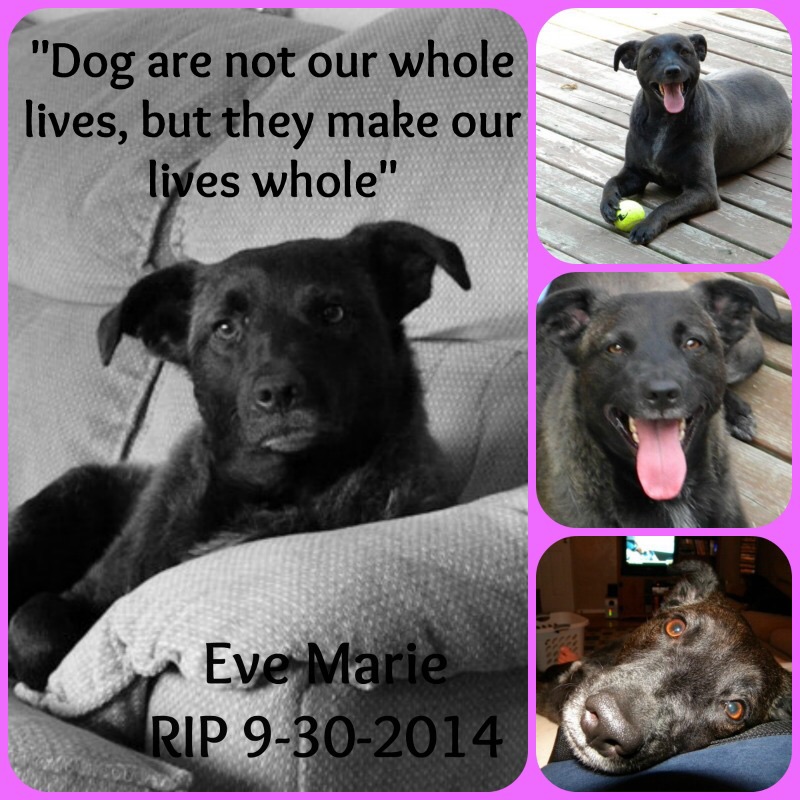 "Dog are not our whole
lives, but they make our
lives whole"
Eve Marie
RIP 9-30-2014